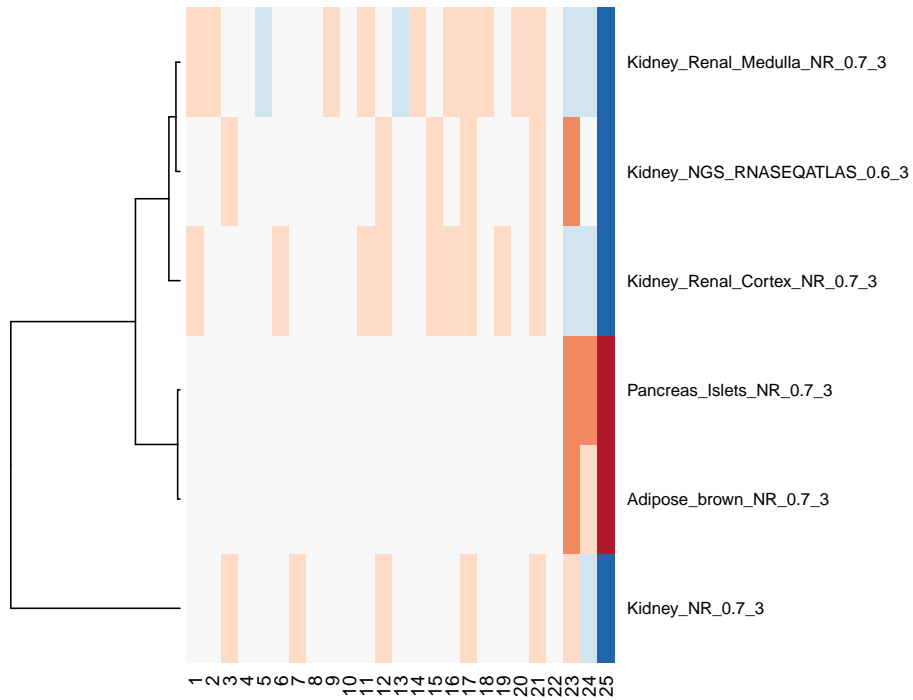 Kidney_Renal_Medulla_NR_0.7_3
Kidney_NGS_RNASEQATLAS_0.6_3
Kidney_Renal_Cortex_NR_0.7_3
Pancreas_Islets_NR_0.7_3
Adipose_brown_NR_0.7_3
Kidney_NR_0.7_3
1 2 3 4 5 6 7 8 9 10 11 12 13 14 15 16 17 18 19 20 21 22 23 24 25